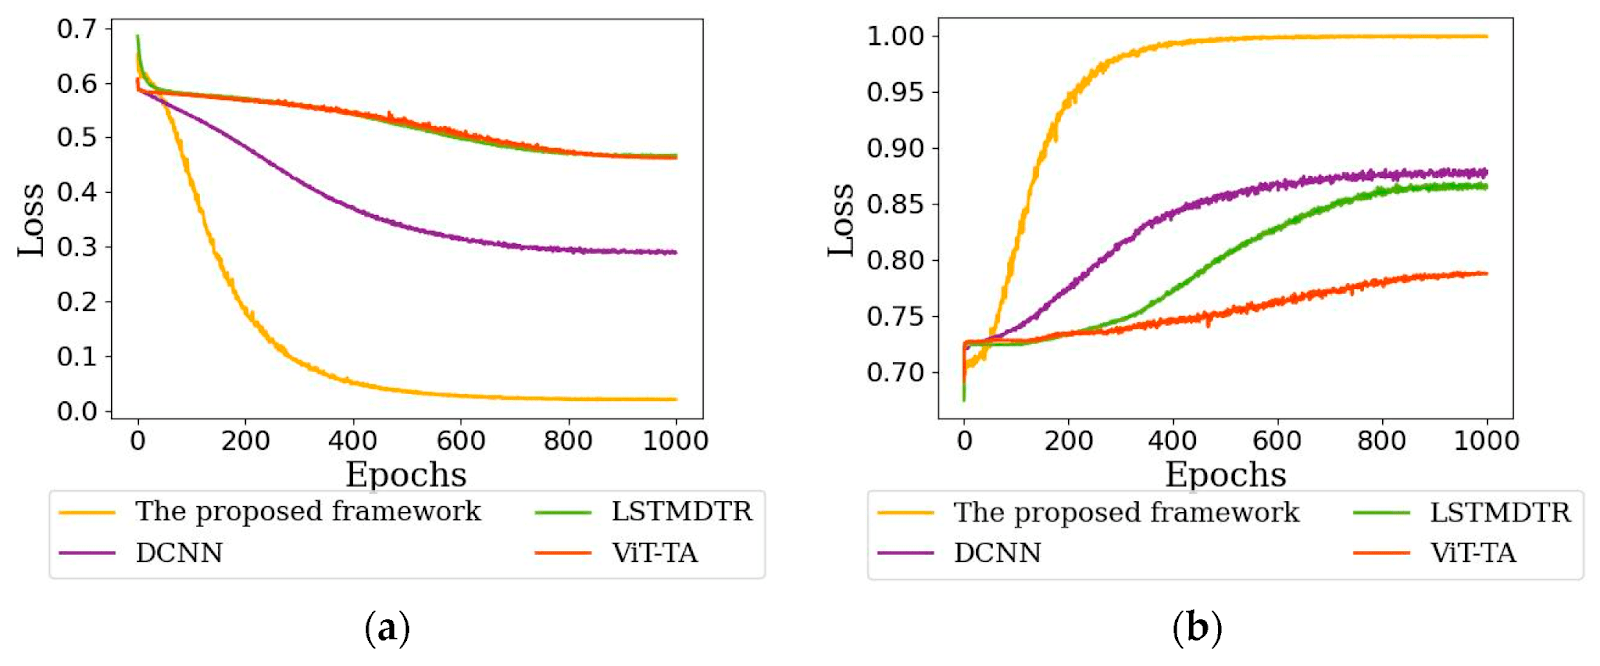 0.7
0.6
0.5
0.4
0.3
0.2
0.1
0.0
Loss
0 200 400 600 800 1000
Epochs
The proposed framework
DCNN
LSTMDTR
ViT-TA
(a)
1.00
0.95
0.90
0.85
0.80
0.75
0.70
Loss
0 200 400 600 800 1000
Epochs
The proposed framework
DCNN
LSTMDTR
ViT-TA
(b)